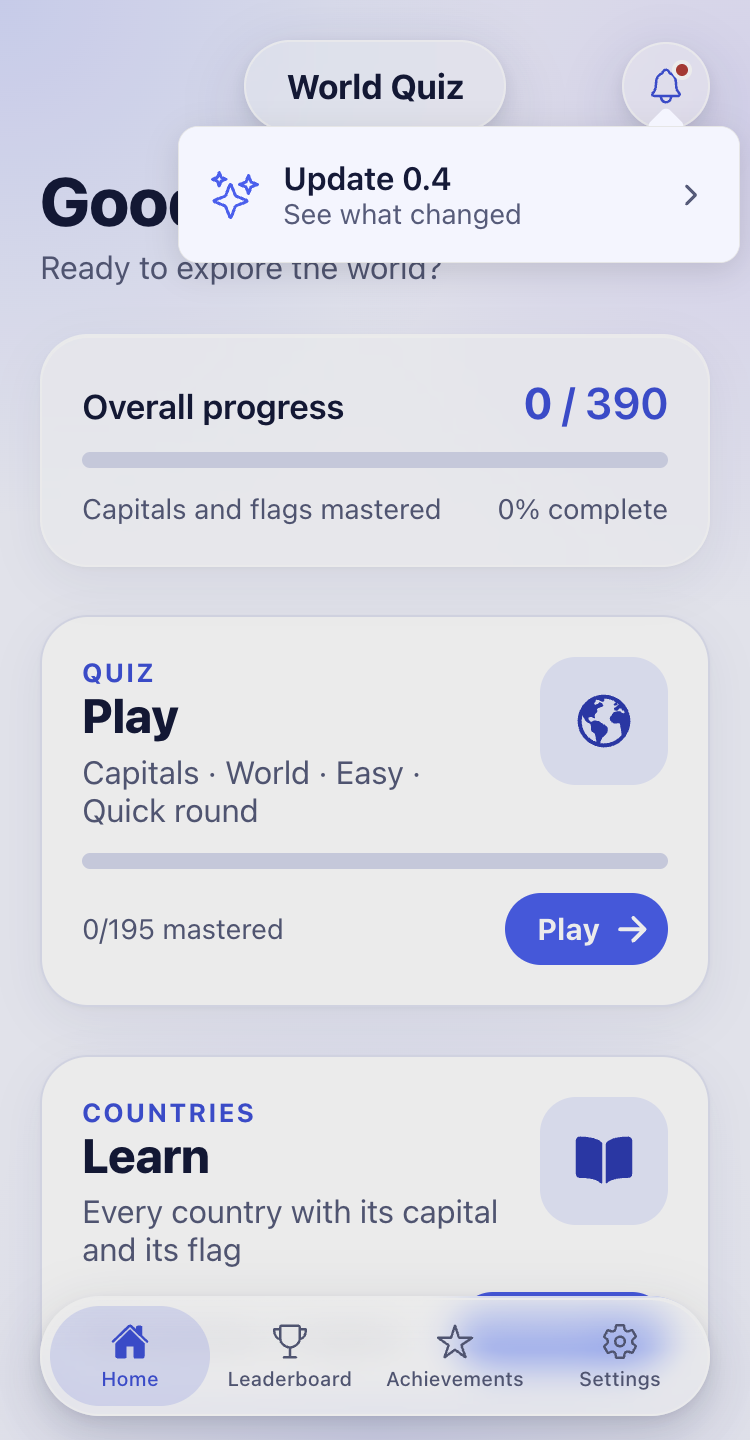 World Quiz
Update 0.4
See what changed
Ready to explore the world?
Overall progress
0 / 390
Capitals and flags mastered
0% complete
QUIZ
Play
Capitals · World · Easy ·
Quick round
0/195 mastered
Play
COUNTRIES
Learn
Every country with its capital
and its flag
Home
Leaderboard
Achievements
Settings